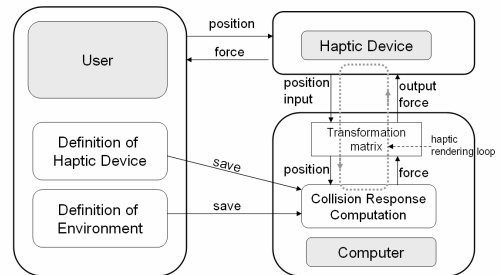 position
User
force
Haptic Device
position
input
output
force
Definition of
Haptic Device
save
Transformation
matrix
haptic
rendering loop
position
force
Definition of
Environment
save
Collision Response
Computation
Computer